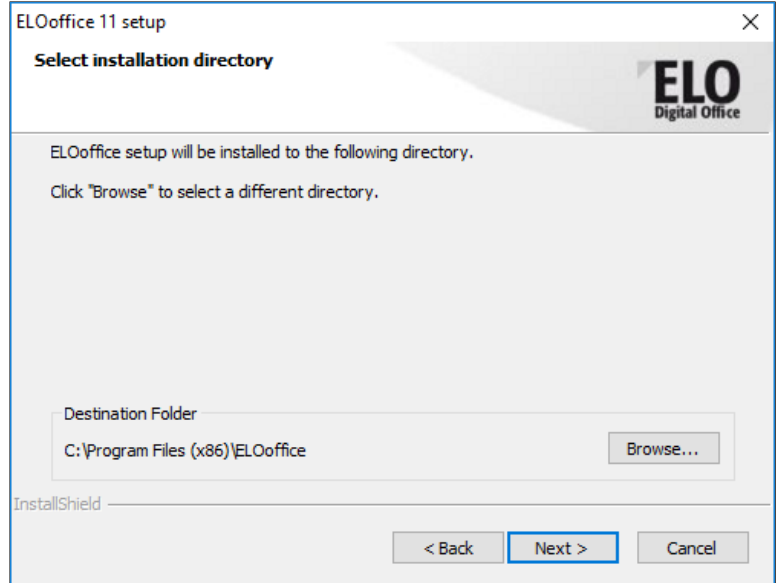 ELOoffice 11 setup
Select installation directory
ELO
Digital Office
ELOoffice setup will be installed to the following directory.
Click "Browse" to select a different directory.
Destination Folder
C:\Program Files (x86)\ELOoffice
Browse...
InstallShield
< Back
Next >
Cancel